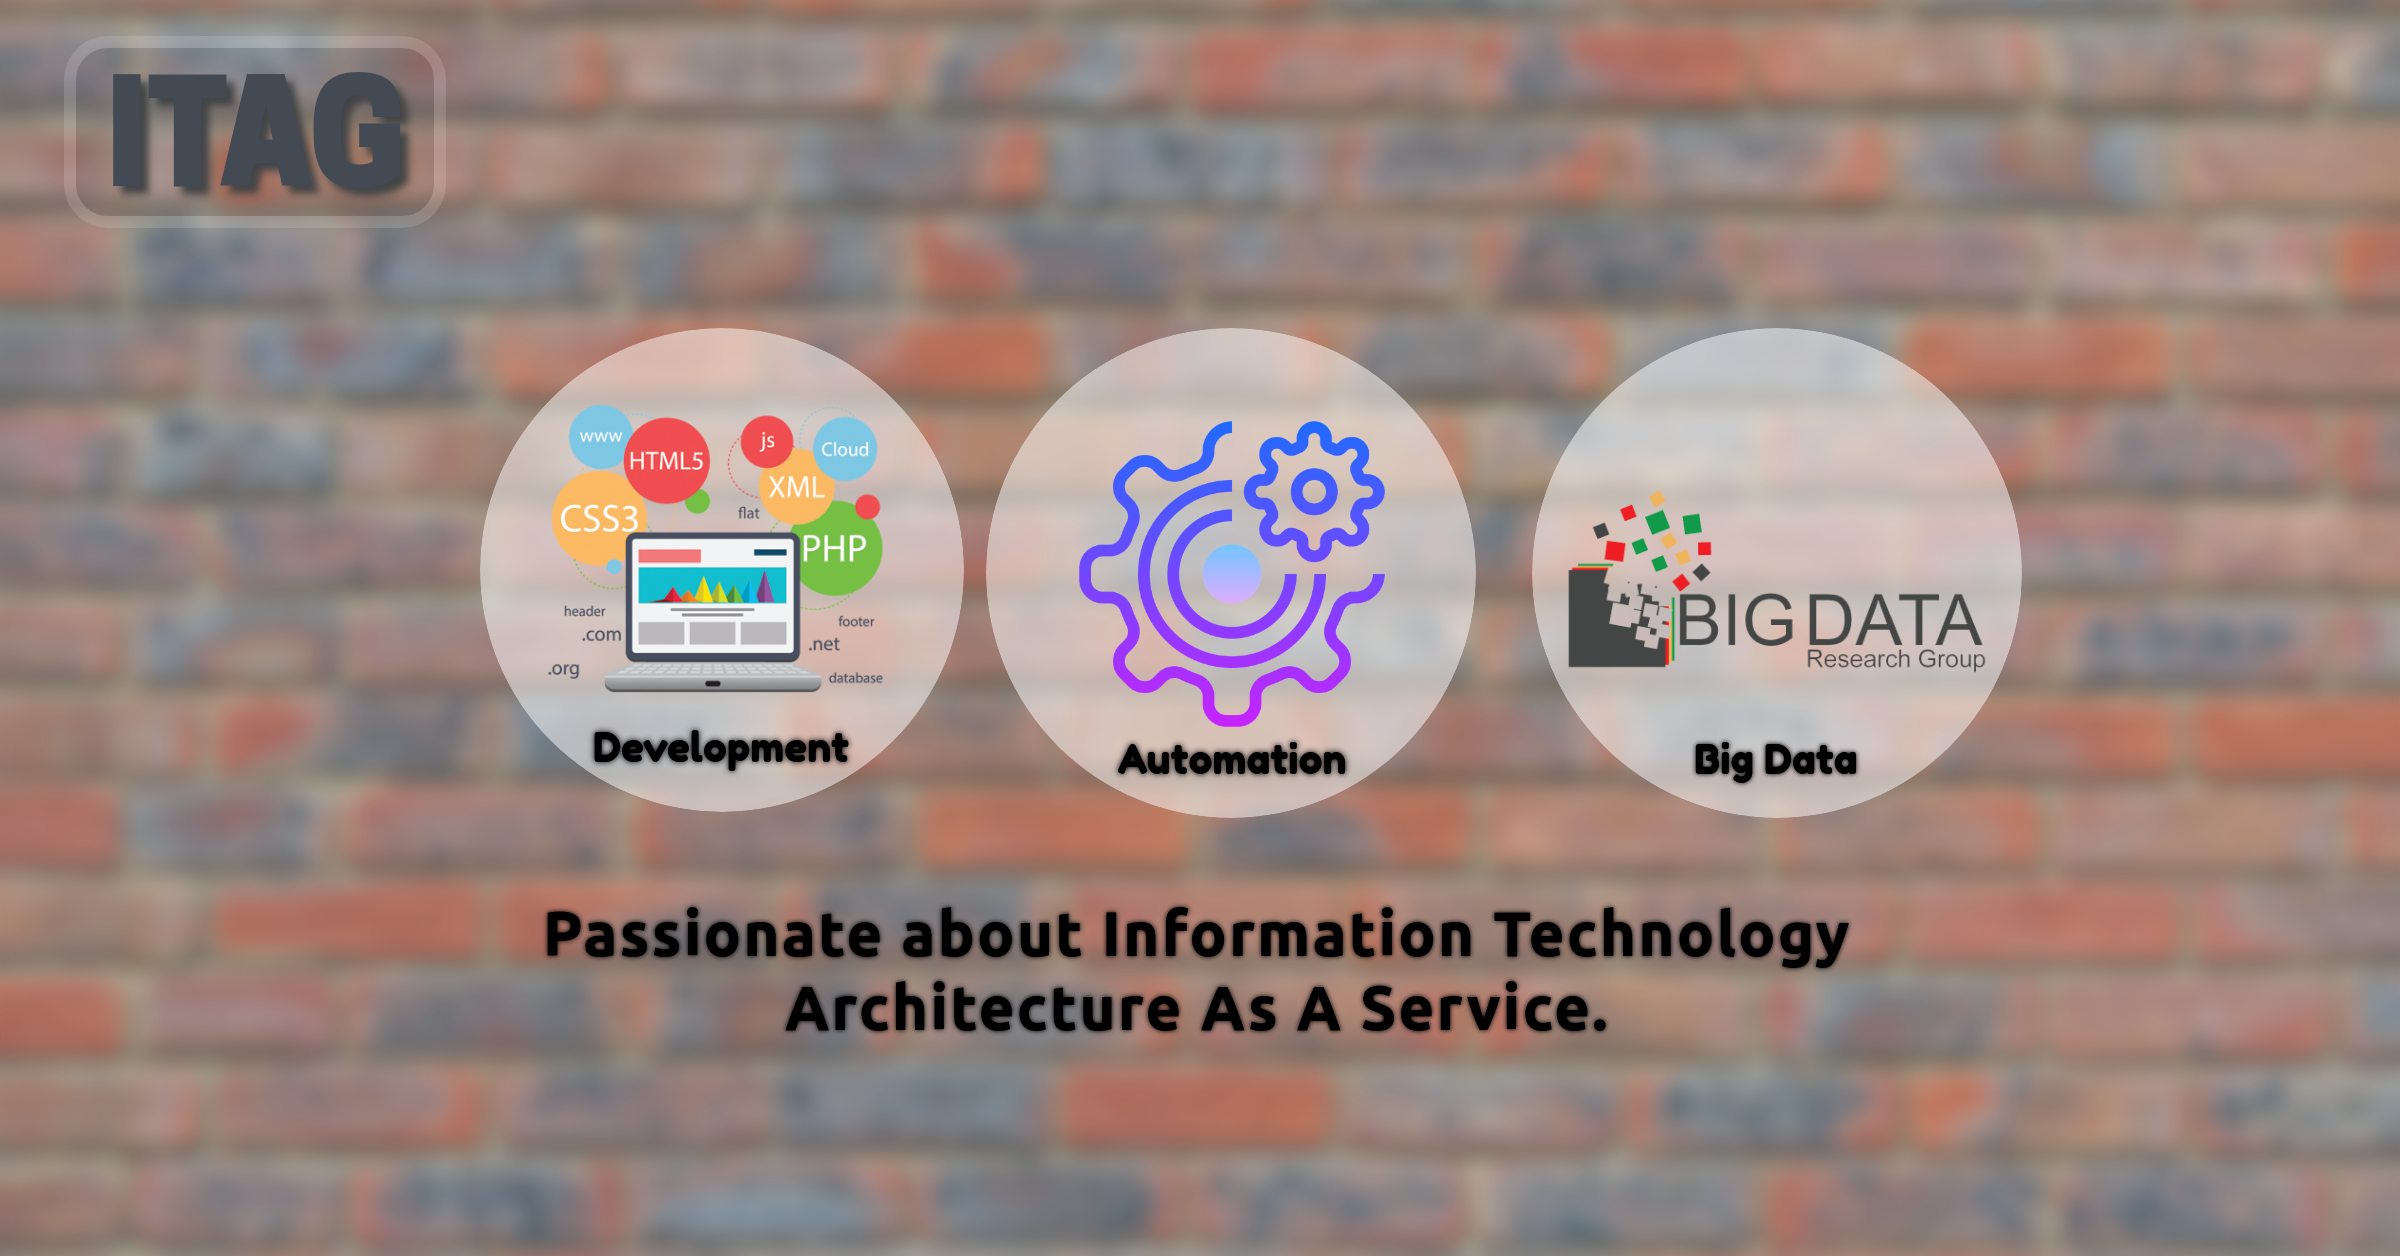 ITAG
www
HTML5
js
Cloud
XML
CSS3
flat
PHP
header
.com
.org
footer
.net
database
Development
Automation
BIG DATA
Research Group
Big Data
Passionate about Information Technology
Architecture As A Service.